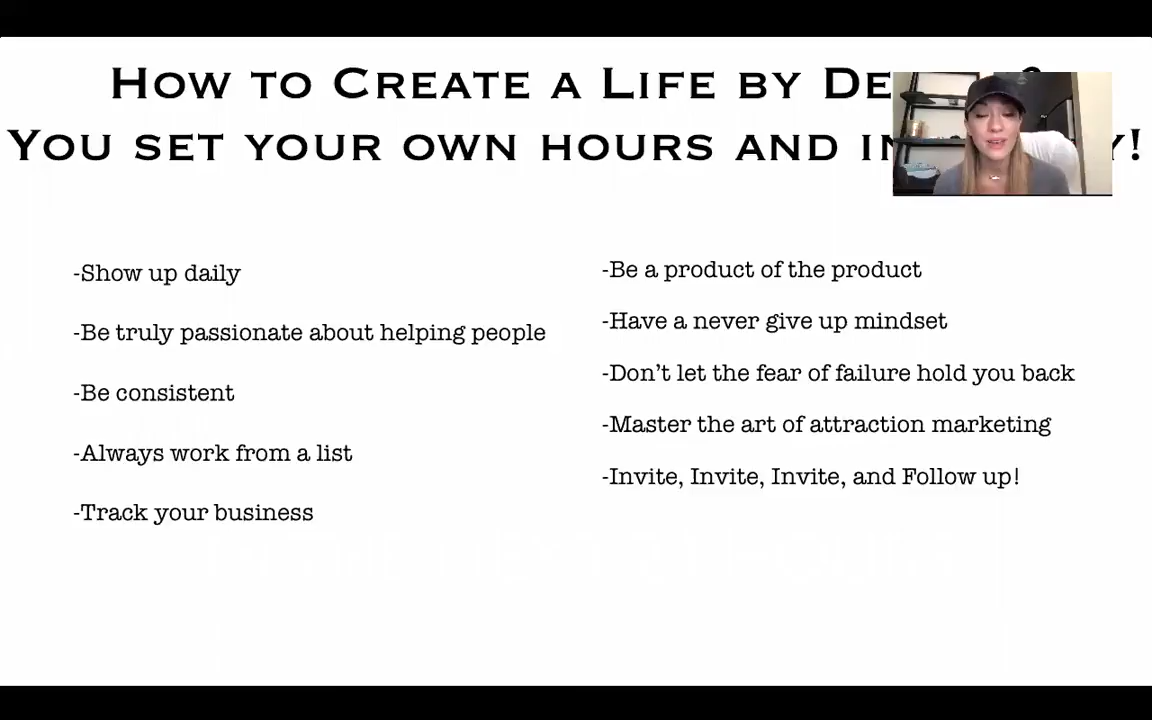 How to Create a Life by
You set your own hours and
-Show up daily
-Be truly passionate about helping people
-Be consistent
-Always work from a list
-Track your business
-Be a product of the product
-Have a never give up mindset
-Don’t let the fear of failure hold you back
-Master the art of attraction marketing
-Invite, Invite, Invite, and Follow up!